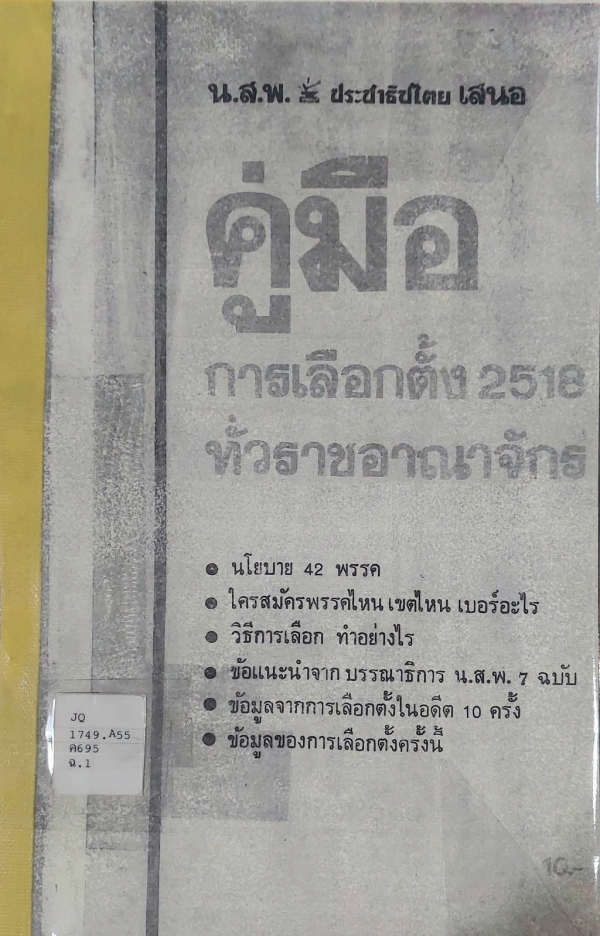 น.ส.พ. ประชาธิปไตย เสนอ
คู่มือ
การเลือกตั้ง 2518
ทั่วราชอาณาจักร
● นโยบาย 42 พรรค
● ใครสมัครพรรคไหน เขตไหน เบอร์อะไร
● วิธีการเลือก ทำอย่างไร
● ข้อแนะนำจาก บรรณาธิการ น.ส.พ. 7 ฉบับ
● ข้อมูลจากการเลือกตั้งในอดีต 10 ครั้ง
● ข้อมูลของการเลือกตั้งครั้งนี้
JQ
1749.A55
ค695
ฉ.1
10.-